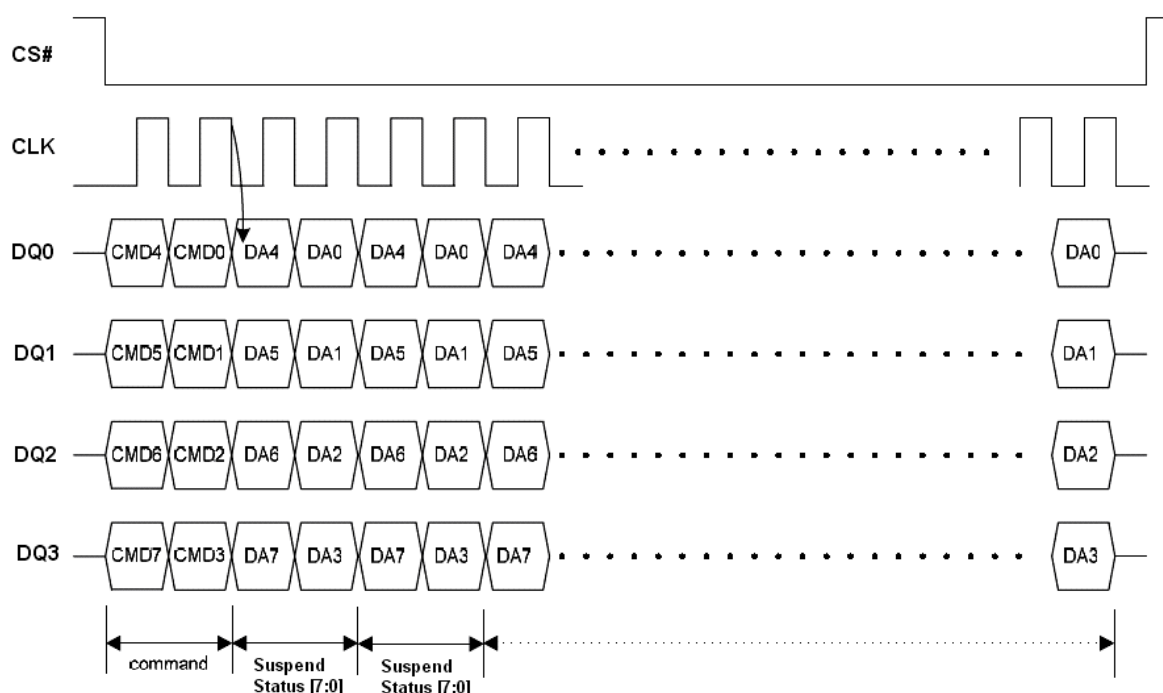 CS#
CLK
DQ0 CMD4 CMD0 DA4 DA0 DA4 DA0 DA4 DA0
DQ1 CMD5 CMD1 DA5 DA1 DA5 DA1 DA5 DA1
DQ2 CMD6 CMD2 DA6 DA2 DA6 DA2 DA6 DA2
DQ3 CMD7 CMD3 DA7 DA3 DA7 DA3 DA7 DA3
command Suspend Suspend
Status [7:0] Status [7:0]